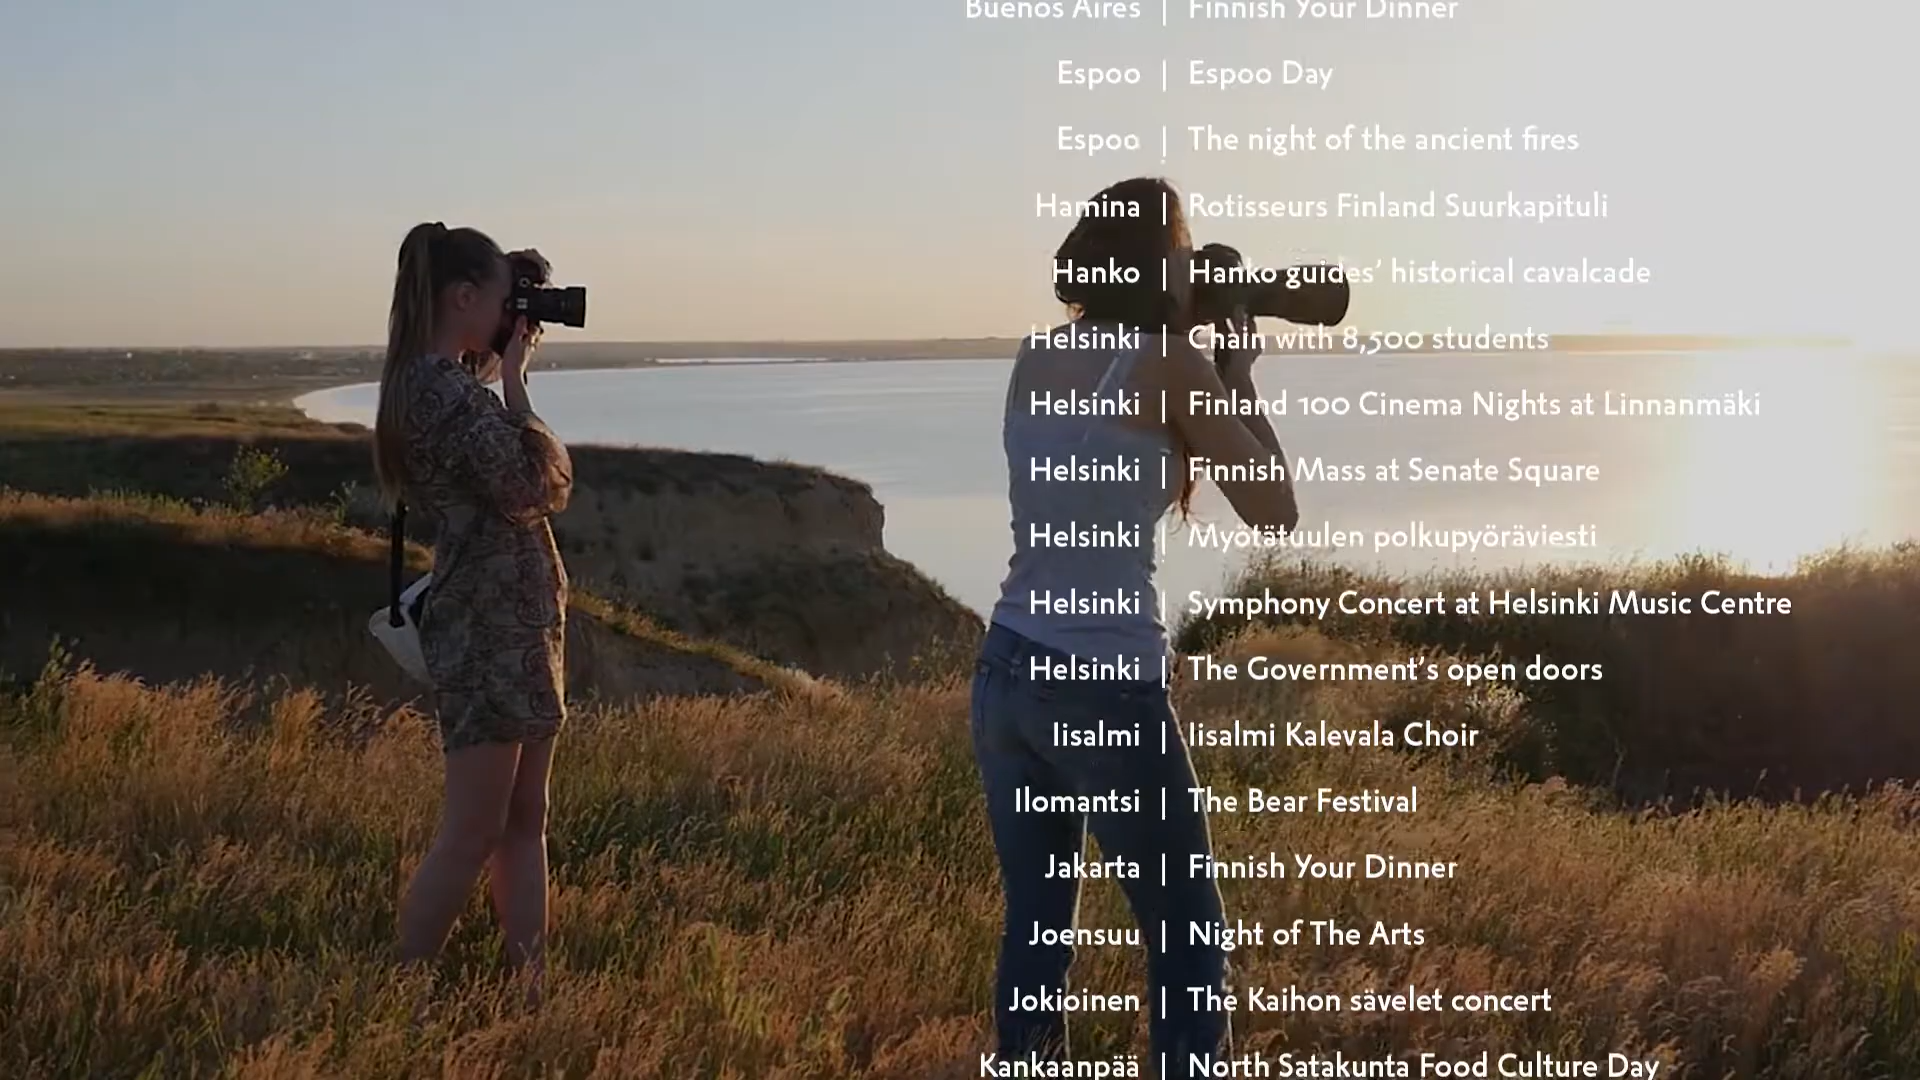 Buenos Aires | Finnish Your Dinner
Espoo | Espoo Day
Espoo | The night of the ancient fires
Hamina | Rotisseurs Finland Suurkapituli
Hanko | Hanko guides' historical cavalcade
Helsinki | Chain with 8,500 students
Helsinki | Finland 100 Cinema Nights at Linnanmäki
Helsinki | Finnish Mass at Senate Square
Helsinki | Myötätuulen polkupyöräviesti
Helsinki | Symphony Concert at Helsinki Music Centre
Helsinki | The Government's open doors
Iisalmi | Iisalmi Kalevala Choir
Ilomantsi | The Bear Festival
Jakarta | Finnish Your Dinner
Joensuu | Night of The Arts
Jokioinen | The Kaihon sävelet concert
Kankaanpää | North Satakunta Food Culture Day